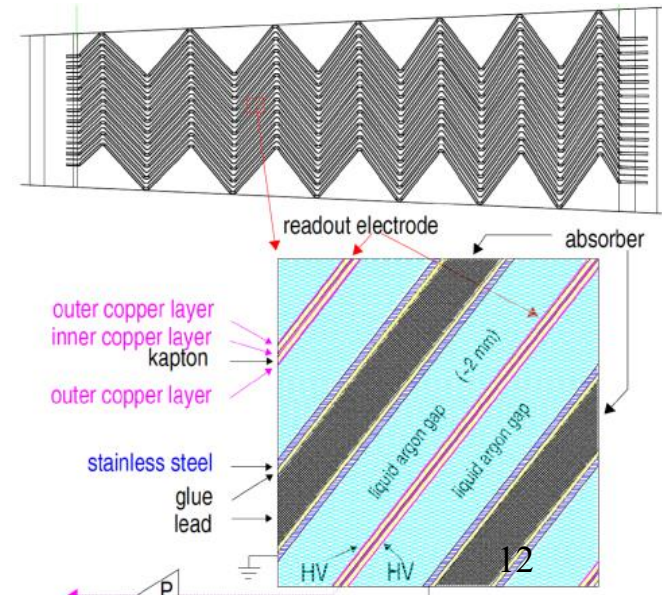 readout electrode
absorber
outer copper layer
inner copper layer
kapton
outer copper layer
(~2 mm)
liquid argon gap
liquid argon gap
stainless steel
glue
lead
HV
HV
12
P